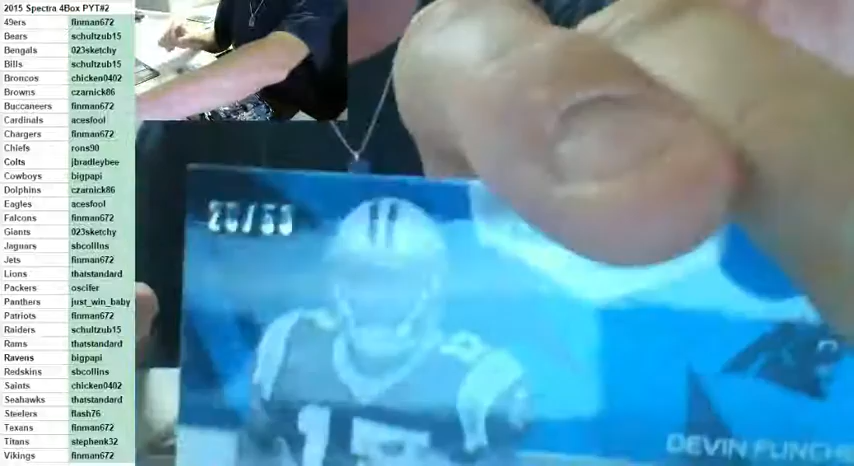 2015 Spectra 4Box PYT#2
49ers finman672
Bears schultzub15
Bengals 023sketchy
Bills schultzub15
Broncos chicken0402
Browns czarnick86
Buccaneers finman672
Cardinals acesfool
Chargers finman672
Chiefs rons90
Colts jbradleybee
Cowboys bigpapi
Dolphins czarnick86
Eagles acesfool
Falcons finman672
Giants 023sketchy
Jaguars sbcollins
Jets finman672
Lions thatstandard
Packers oscifer
Panthers just_win_baby
Patriots finman672
Raiders schultzub15
Rams thatstandard
Ravens bigpapi
Redskins sbcollins
Saints chicken0402
Seahawks thatstandard
Steelers flash76
Texans finman672
Titans stephenk32
Vikings finman672
DEVIN FUNCHE